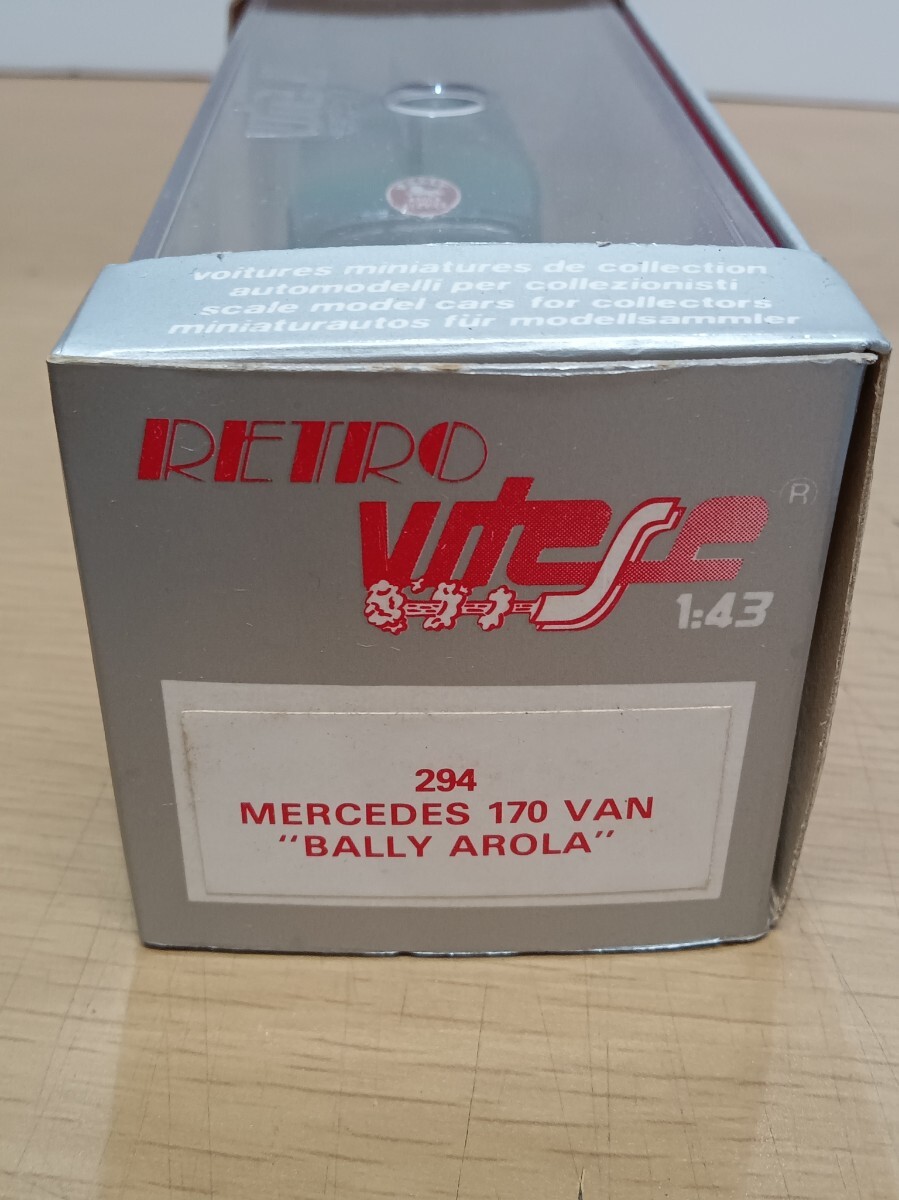 voitures miniatures de collection
automodelli per collezionisti
scale model cars for collectors
miniaturautos für modellsammler
RETRO
Vitesse ®
1:43
294
MERCEDES 170 VAN
"BALLY AROLA"